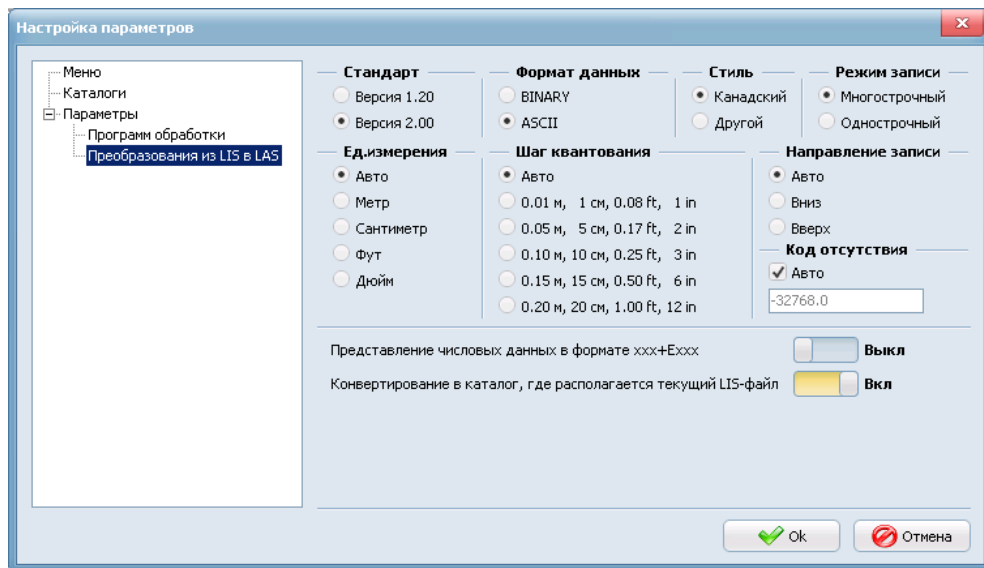 Настройка параметров
Меню
Каталоги
Параметры
Программ обработки
Преобразования из LIS в LAS
Стандарт
Версия 1.20
Версия 2.00
Формат данных
BINARY
ASCII
Стиль
Канадский
Другой
Режим записи
Многострочный
Однострочный
Ед.измерения
Авто
Метр
Сантиметр
Фут
Дюйм
Шаг квантования
Авто
0.01 м, 1 см, 0.08 ft, 1 in
0.05 м, 5 см, 0.17 ft, 2 in
0.10 м, 10 см, 0.25 ft, 3 in
0.15 м, 15 см, 0.50 ft, 6 in
0.20 м, 20 см, 1.00 ft, 12 in
Направление записи
Авто
Вниз
Вверх
Код отсутствия
Авто
-32768.0
Представление числовых данных в формате xxx+Exxx
Выкл
Конвертирование в каталог, где располагается текущий LIS-файл
Вкл
Ok
Отмена